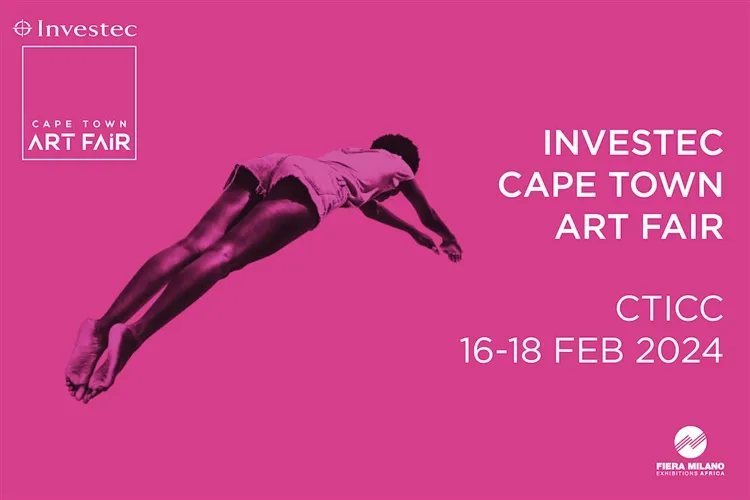 Investec
CAPE TOWN
ART FAIR
INVESTEC
CAPE TOWN
ART FAIR
CTICC
16-18 FEB 2024
FIERA MILANO
EXHIBITIONS AFRICA